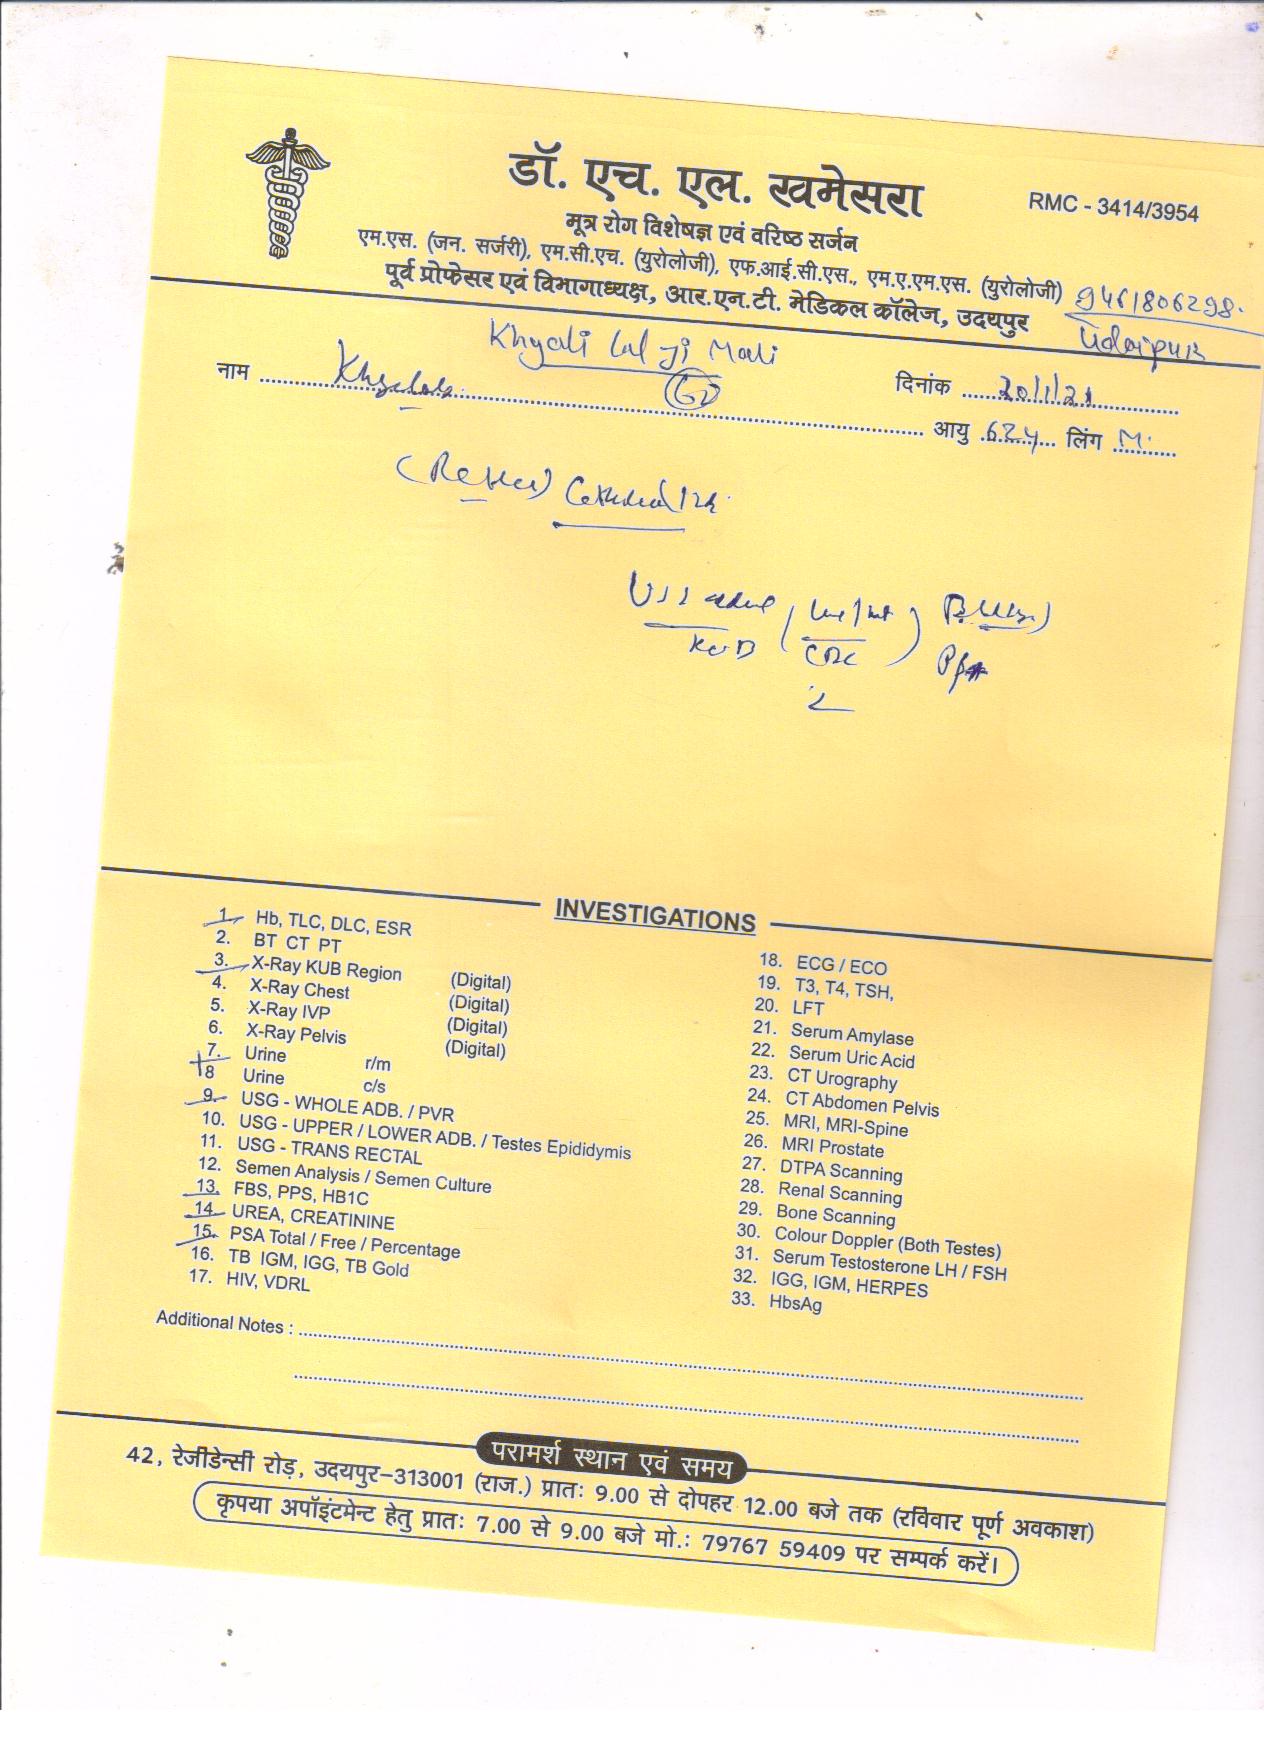 डॉ. एच. एल. खमेसरा
RMC - 3414/3954
मूत्र रोग विशेषज्ञ एवं वरिष्ठ सर्जन
एम.एस. (जन. सर्जरी), एम.सी.एच. (युरोलोजी), एफ.आई.सी.एस., एम.ए.एम.एस. (युरोलोजी)
पूर्व प्रोफेसर एवं विभागाध्यक्ष, आर.एन.टी. मेडिकल कॉलेज, उदयपुर
9461806298.
Udaipur
Khyali Lal Ji Mali
नाम
दिनांक 20/1/21
आयु 62y लिंग M.
KUB
CBC
INVESTIGATIONS
1. Hb, TLC, DLC, ESR
2. BT CT PT
3. X-Ray KUB Region (Digital)
4. X-Ray Chest (Digital)
5. X-Ray IVP (Digital)
6. X-Ray Pelvis (Digital)
7. Urine r/m
8 Urine c/s
9. USG - WHOLE ADB. / PVR
10. USG - UPPER / LOWER ADB. / Testes Epididymis
11. USG - TRANS RECTAL
12. Semen Analysis / Semen Culture
13. FBS, PPS, HB1C
14. UREA, CREATININE
15. PSA Total / Free / Percentage
16. TB IGM, IGG, TB Gold
17. HIV, VDRL
18. ECG / ECO
19. T3, T4, TSH,
20. LFT
21. Serum Amylase
22. Serum Uric Acid
23. CT Urography
24. CT Abdomen Pelvis
25. MRI, MRI-Spine
26. MRI Prostate
27. DTPA Scanning
28. Renal Scanning
29. Bone Scanning
30. Colour Doppler (Both Testes)
31. Serum Testosterone LH / FSH
32. IGG, IGM, HERPES
33. HbsAg
Additional Notes :
परामर्श स्थान एवं समय
42, रेजीडेन्सी रोड़, उदयपुर–313001 (राज.) प्रातः 9.00 से दोपहर 12.00 बजे तक (रविवार पूर्ण अवकाश)
कृपया अपॉइंटमेन्ट हेतु प्रातः 7.00 से 9.00 बजे मो.: 79767 59409 पर सम्पर्क करें।